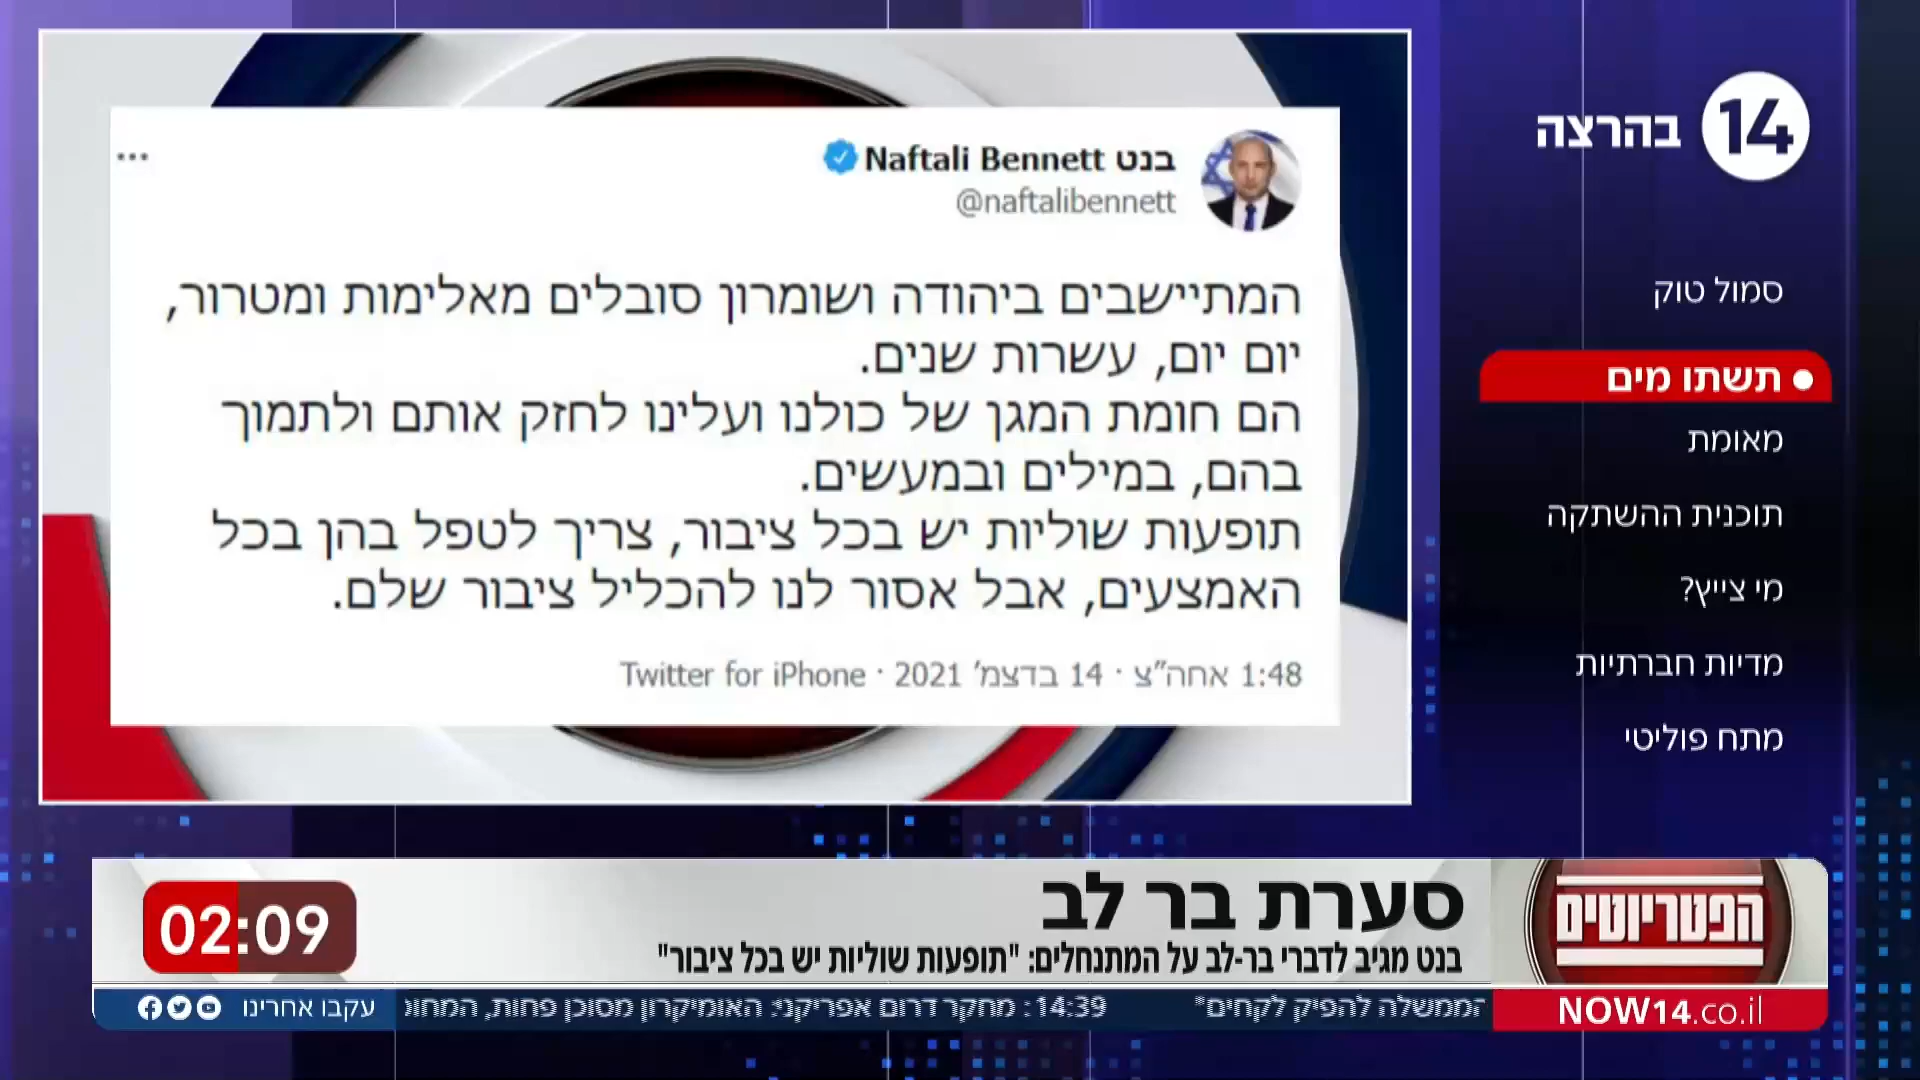 בנט Naftali Bennett
@naftalibennett
המתיישבים ביהודה ושומרון סובלים מאלימות ומטרור,
יום יום, עשרות שנים.
הם חומת המגן של כולנו ועלינו לחזק אותם ולתמוך
בהם, במילים ובמעשים.
תופעות שוליות יש בכל ציבור, צריך לטפל בהן בכל
האמצעים, אבל אסור לנו להכליל ציבור שלם.
1:48 אחה"צ · 14 בדצמ' 2021 · Twitter for iPhone
14 בהרצה
סמול טוק
תשתו מים
מאומת
תוכנית ההשתקה
מי צייץ?
מדיות חברתיות
מתח פוליטי
הפטריוטים
סערת בר לב
בנט מגיב לדברי בר-לב על המתנחלים: "תופעות שוליות יש בכל ציבור"
02:09
NOW14.co.il
הממשלה להפיק לקחים" 14:39: מחקר דרום אפריקני: האומיקרון מסוכן פחות,
עקבו אחרינו